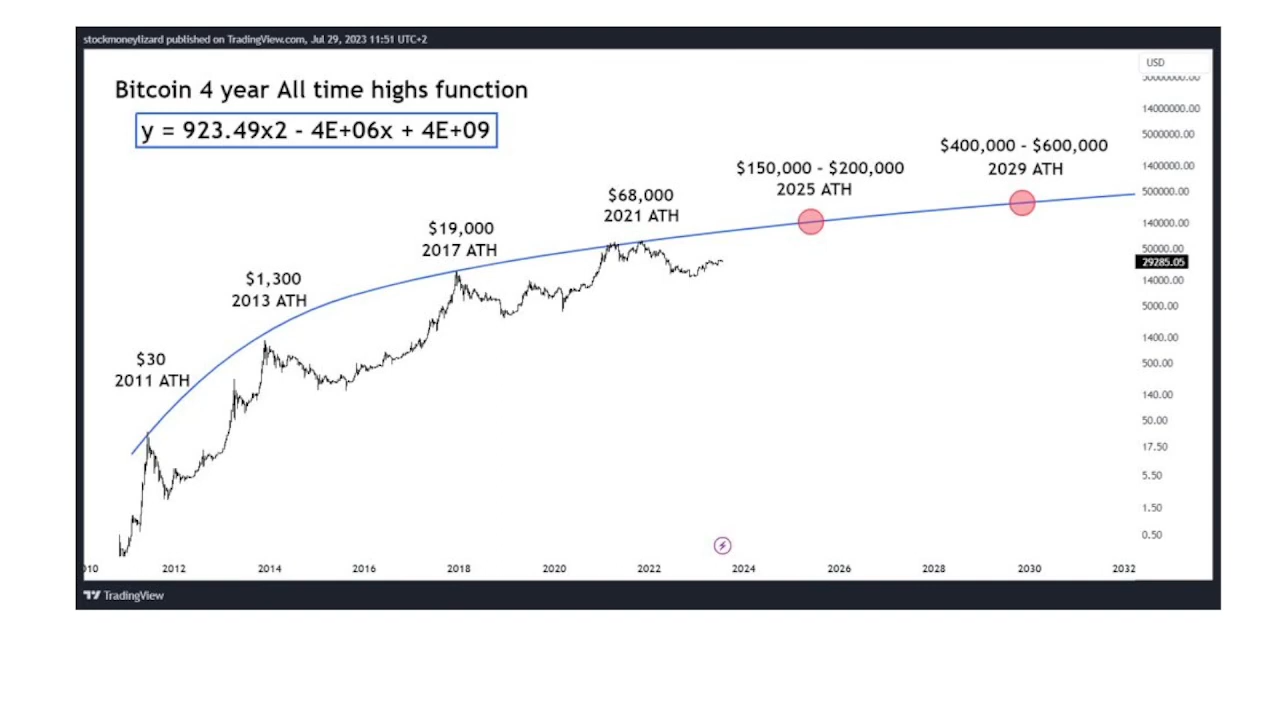 stockmoneylizard published on TradingView.com, Jul 29, 2023 11:51 UTC+2
USD
Bitcoin 4 year All time highs function
14000000.00
y = 923.49x2 - 4E+06x + 4E+09
5000000.00
$400,000 - $600,000
2029 ATH
$150,000 - $200,000
2025 ATH
1400000.00
500000.00
$68,000
2021 ATH
140000.00
$19,000
2017 ATH
50000.00
29285.05
$1,300
2013 ATH
14000.00
5000.00
1400.00
$30
2011 ATH
500.00
140.00
50.00
17.50
5.50
1.50
0.50
010 2012 2014 2016 2018 2020 2022 2024 2026 2028 2030 2032
TradingView